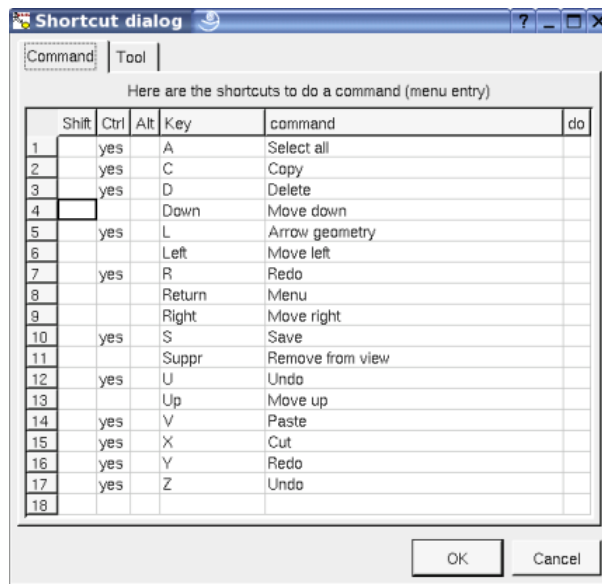 Shortcut dialog
Command Tool
Here are the shortcuts to do a command (menu entry)
Shift Ctrl Alt Key command do
1 yes A Select all
2 yes C Copy
3 yes D Delete
4 Down Move down
5 yes L Arrow geometry
6 Left Move left
7 yes R Redo
8 Return Menu
9 Right Move right
10 yes S Save
11 Suppr Remove from view
12 yes U Undo
13 Up Move up
14 yes V Paste
15 yes X Cut
16 yes Y Redo
17 yes Z Undo
18
OK Cancel